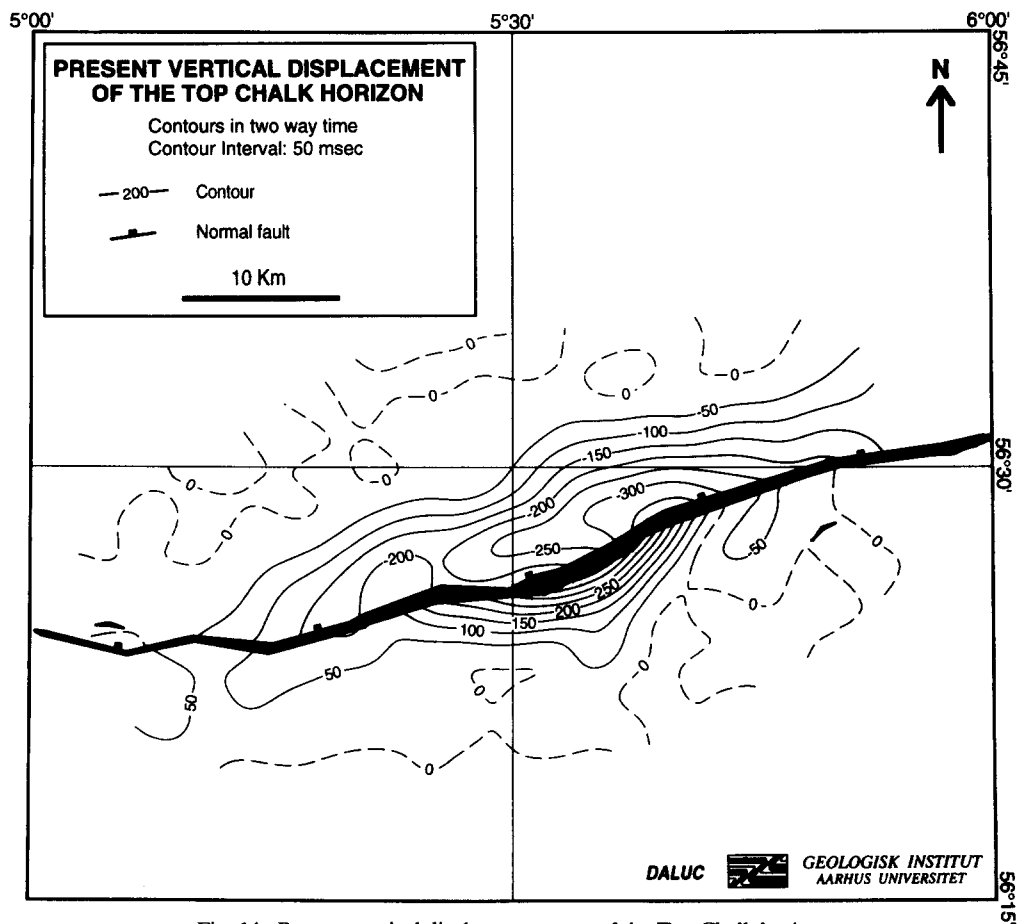 5°00'
5°30'
6°00'
56°45'
PRESENT VERTICAL DISPLACEMENT
OF THE TOP CHALK HORIZON
Contours in two way time
Contour Interval: 50 msec
—200— Contour
Normal fault
10 Km
N
0
0
0
0
-50
-100
-150
0
0
0
56°30'
-200
-300
-200
-250
-50
0
0
250
200
150
100
50
50
0
0
0
DALUC
GEOLOGISK INSTITUT
AARHUS UNIVERSITET
56°15'